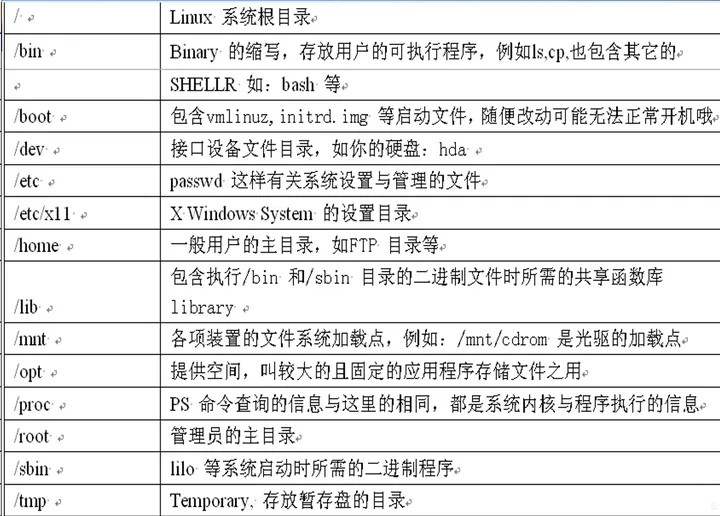 / Linux 系统根目录
/bin Binary 的缩写，存放用户的可执行程序，例如ls,cp,也包含其它的
SHELLR 如：bash 等
/boot 包含vmlinuz,initrd.img 等启动文件，随便改动可能无法正常开机哦
/dev 接口设备文件目录，如你的硬盘：hda
/etc passwd 这样有关系统设置与管理的文件
/etc/x11 X Windows System 的设置目录
/home 一般用户的主目录，如FTP 目录等
包含执行/bin 和/sbin 目录的二进制文件时所需的共享函数库
/lib library
/mnt 各项装置的文件系统加载点，例如：/mnt/cdrom 是光驱的加载点
/opt 提供空间，叫较大的且固定的应用程序存储文件之用
/proc PS 命令查询的信息与这里的相同，都是系统内核与程序执行的信息
/root 管理员的主目录
/sbin lilo 等系统启动时所需的二进制程序
/tmp Temporary, 存放暂存盘的目录